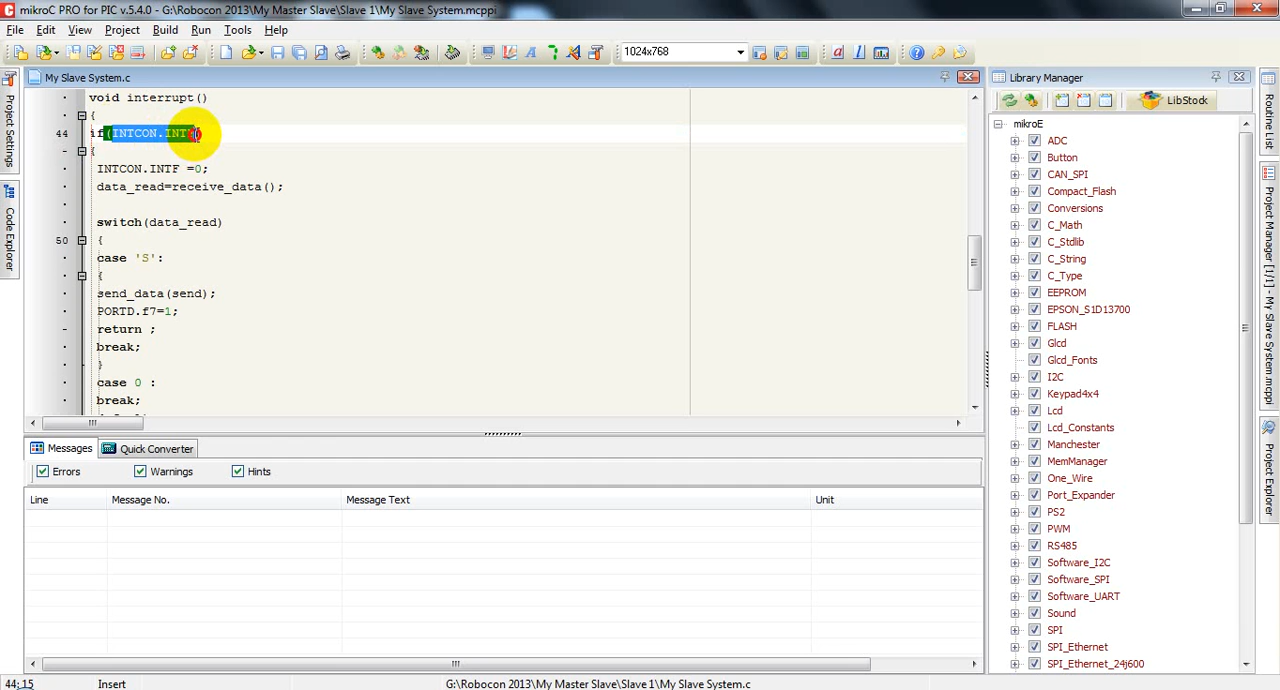 mikroC PRO for PIC v.5.4.0 - G:\Robocon 2013\My Master Slave\Slave 1\My Slave System.mcppi
File Edit View Project Build Run Tools Help
1024x768
My Slave System.c
void interrupt()
{
44 if(INTCON.INTF)
{
INTCON.INTF =0;
data_read=receive_data();
switch(data_read)
50 {
case 'S':
{
send_data(send);
PORTD.f7=1;
return ;
break;
}
case 0 :
break;
Project Settings
Code Explorer
Library Manager
LibStock
mikroE
ADC
Button
CAN_SPI
Compact_Flash
Conversions
C_Math
C_Stdlib
C_String
C_Type
EEPROM
EPSON_S1D13700
FLASH
Glcd
Glcd_Fonts
I2C
Keypad4x4
Lcd
Lcd_Constants
Manchester
MemManager
One_Wire
Port_Expander
PS2
PWM
RS485
Software_I2C
Software_SPI
Software_UART
Sound
SPI
SPI_Ethernet
SPI_Ethernet_24j600
Routine List
Project Manager [1/1] - My Slave System.mcppi
Project Explorer
Messages Quick Converter
Errors Warnings Hints
Line Message No. Message Text Unit
44:15 Insert G:\Robocon 2013\My Master Slave\Slave 1\My Slave System.c